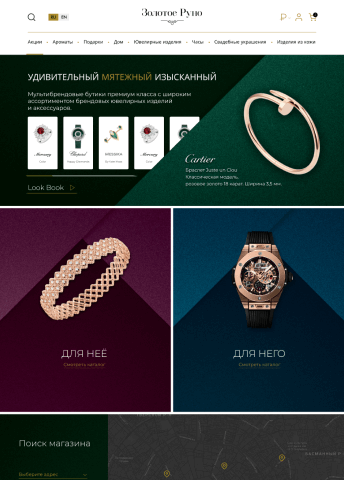 RU EN
Золотое Руно
Акции Ароматы Подарки Дом Ювелирные изделия Часы Свадебные украшения Изделия из кожи
УДИВИТЕЛЬНЫЙ МЯТЕЖНЫЙ ИЗЫСКАННЫЙ
Мультибрендовые бутики премиум класса с широким
ассортиментом брендовых ювелирных изделий
и аксессуаров.
Mercury Chopard Mercury
Cartier
Браслет Juste un Clou
Классическая модель,
розовое золото 18 карат. Ширина 3,5 мм.
Look Book
ДЛЯ НЕЁ
Смотреть каталог
ДЛЯ НЕГО
Смотреть каталог
Поиск магазина
Выберите адрес